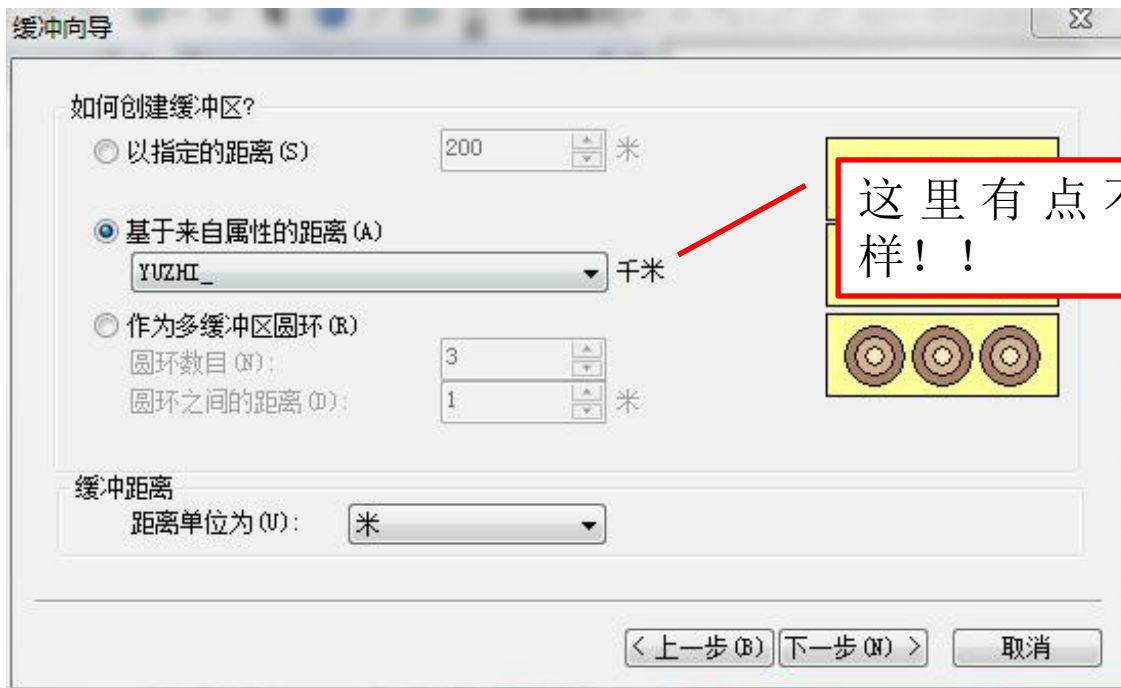 缓冲向导
如何创建缓冲区?
以指定的距离(S) 200 米
这里有点不
样！！
基于来自属性的距离(A)
YUZHI_ 千米
作为多缓冲区圆环(R)
圆环数目(N): 3
圆环之间的距离(D): 1 米
缓冲距离
距离单位为(U): 米
< 上一步(B) 下一步(N) > 取消